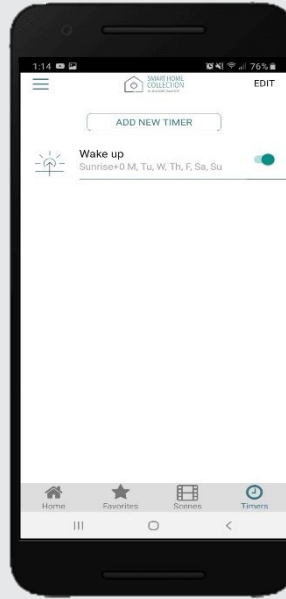 1:14 76%
SMART HOME
COLLECTION
EDIT
ADD NEW TIMER
Wake up
Sunrise+0 M, Tu, W, Th, F, Sa, Su
Home Favorites Scenes Timers